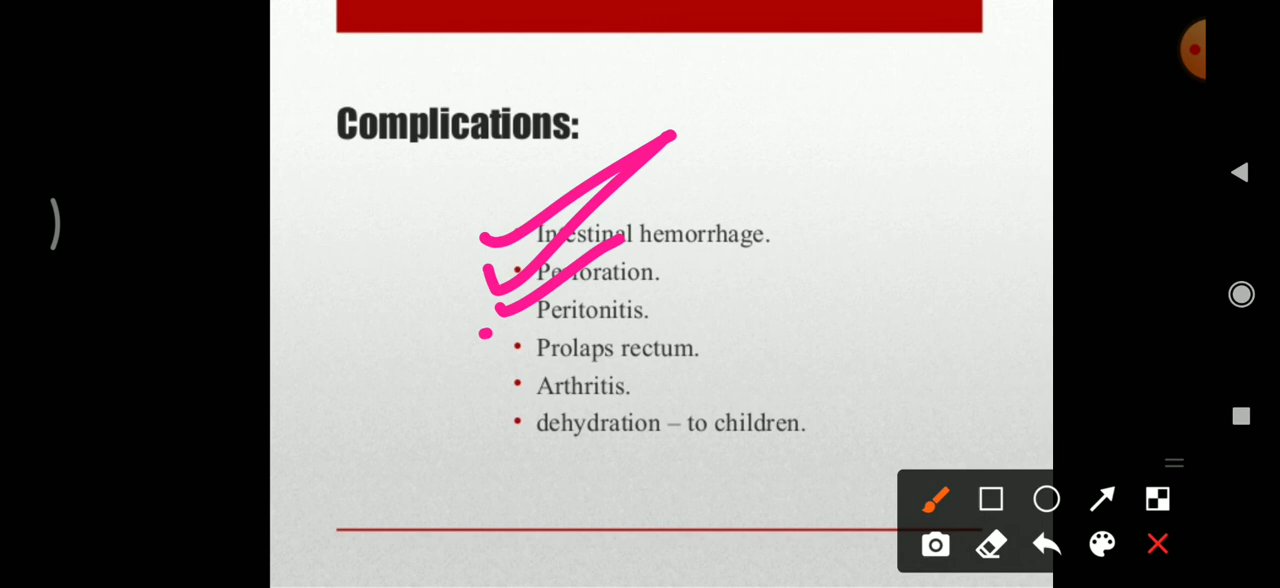 Complications:
• Intestinal hemorrhage.
• Perforation.
Peritonitis.
• Prolaps rectum.
• Arthritis.
• dehydration – to children.